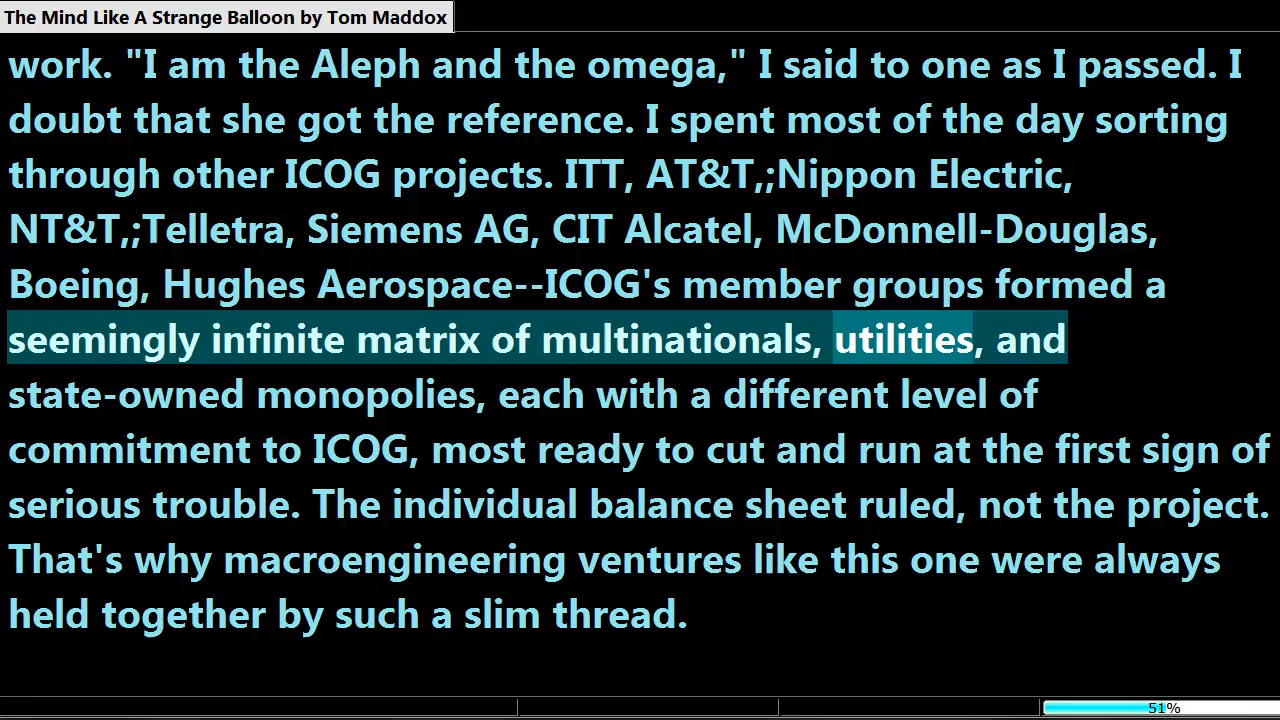 The Mind Like A Strange Balloon by Tom Maddox
work. "I am the Aleph and the omega," I said to one as I passed. I
doubt that she got the reference. I spent most of the day sorting
through other ICOG projects. ITT, AT&T,;Nippon Electric,
NT&T,;Telletra, Siemens AG, CIT Alcatel, McDonnell-Douglas,
Boeing, Hughes Aerospace--ICOG's member groups formed a
seemingly infinite matrix of multinationals, utilities, and
state-owned monopolies, each with a different level of
commitment to ICOG, most ready to cut and run at the first sign of
serious trouble. The individual balance sheet ruled, not the project.
That's why macroengineering ventures like this one were always
held together by such a slim thread.
51%